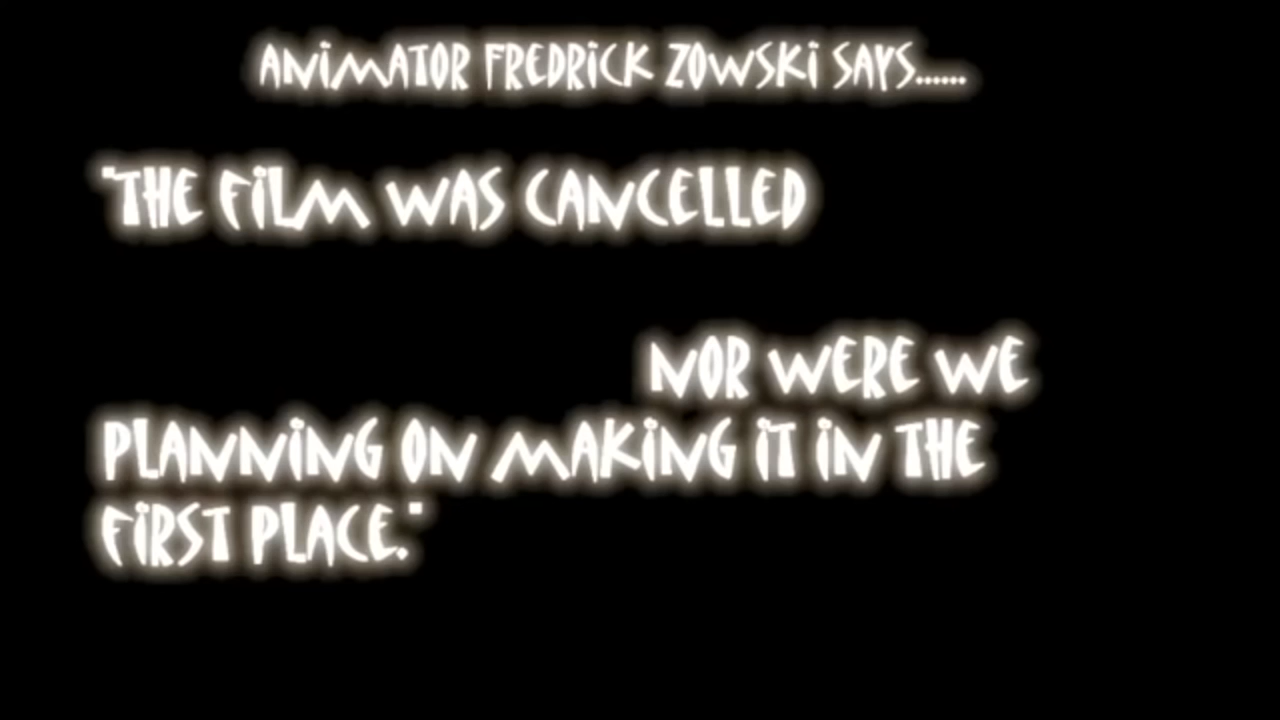 ANIMATOR FREDRICK ZOWSKI SAYS......
"THE FILM WAS CANCELLED
NOR WERE WE
PLANNING ON MAKING IT IN THE
FIRST PLACE."